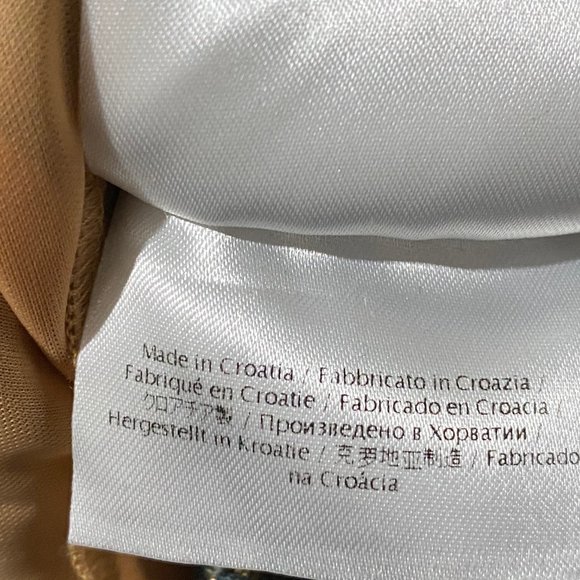 Made in Croatia / Fabbricato in Croazia /
Fabriqué en Croatie / Fabricado en Croacia /
クロアチア製 / Произведено в Хорватии /
Hergestellt in Kroatie / 克罗地亚制造 / Fabricado
na Croácia